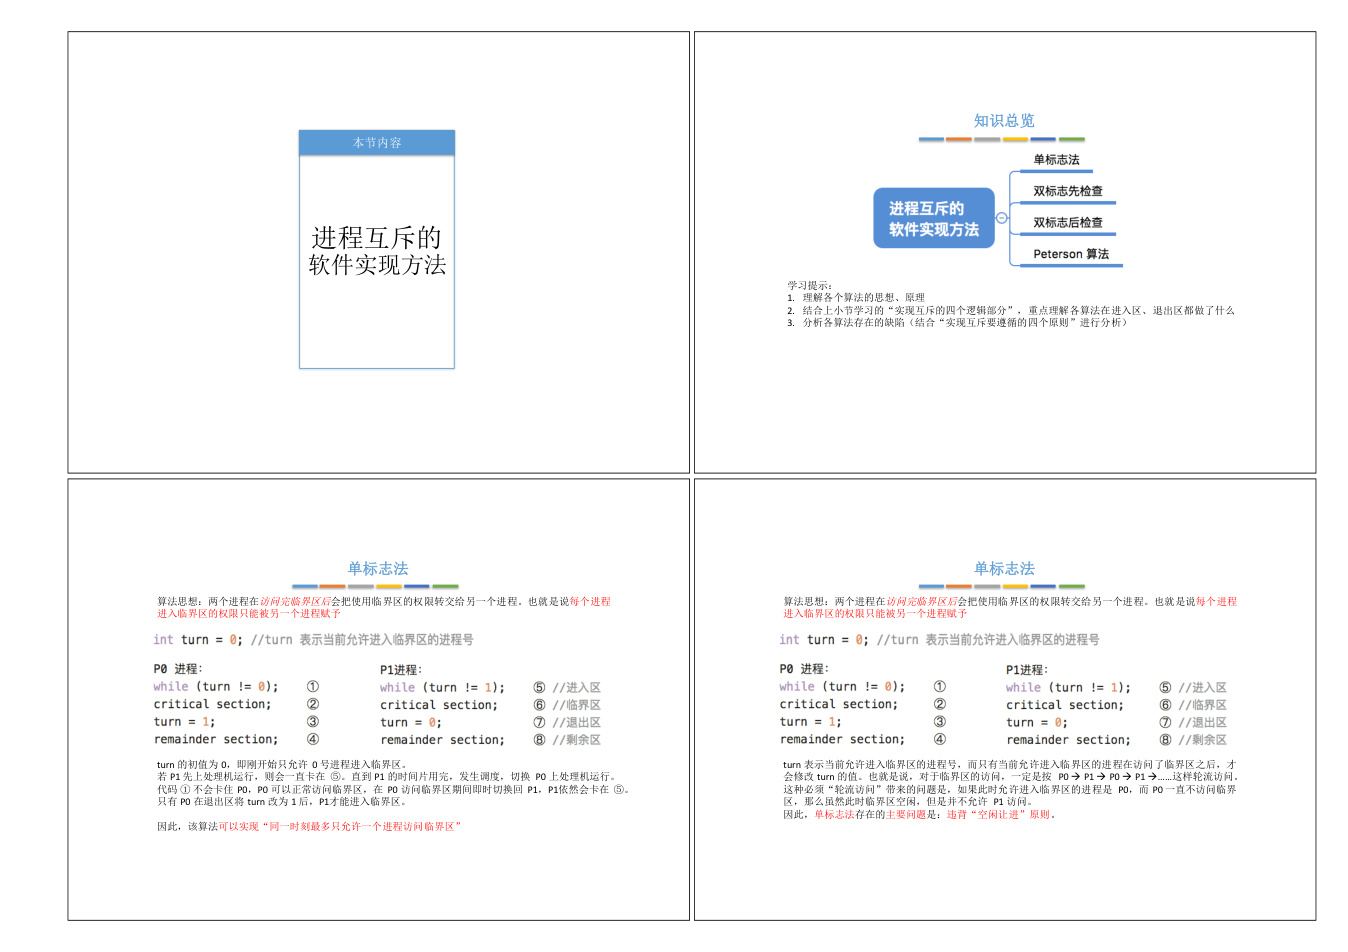 本节内容
进程互斥的
软件实现方法
知识总览
进程互斥的
软件实现方法
单标志法
双标志先检查
双标志后检查
Peterson 算法
学习提示:
1. 理解各个算法的思想、原理
2. 结合上小节学习的“实现互斥的四个逻辑部分”，重点理解各算法在进入区、退出区都做了什么
3. 分析各算法存在的缺陷（结合“实现互斥要遵循的四个原则”进行分析）
单标志法
算法思想：两个进程在访问完临界区后会把使用临界区的权限转交给另一个进程。也就是说每个进程
进入临界区的权限只能被另一个进程赋予
int turn = 0; //turn 表示当前允许进入临界区的进程号
P0 进程: P1进程:
while (turn != 0); ① while (turn != 1); ⑤ //进入区
critical section; ② critical section; ⑥ //临界区
turn = 1; ③ turn = 0; ⑦ //退出区
remainder section; ④ remainder section; ⑧ //剩余区
turn 的初值为 0，即刚开始只允许 0 号进程进入临界区。
若 P1 先上处理机运行，则会一直卡在 ⑤。直到 P1 的时间片用完，发生调度，切换 P0 上处理机运行。
代码 ① 不会卡住 P0，P0 可以正常访问临界区，在 P0 访问临界区期间即时切换回 P1，P1依然会卡在 ⑤。
只有 P0 在退出区将 turn 改为 1 后，P1才能进入临界区。
因此，该算法可以实现“同一时刻最多只允许一个进程访问临界区”
单标志法
算法思想：两个进程在访问完临界区后会把使用临界区的权限转交给另一个进程。也就是说每个进程
进入临界区的权限只能被另一个进程赋予
int turn = 0; //turn 表示当前允许进入临界区的进程号
P0 进程: P1进程:
while (turn != 0); ① while (turn != 1); ⑤ //进入区
critical section; ② critical section; ⑥ //临界区
turn = 1; ③ turn = 0; ⑦ //退出区
remainder section; ④ remainder section; ⑧ //剩余区
turn 表示当前允许进入临界区的进程号，而只有当前允许进入临界区的进程在访问了临界区之后，才
会修改 turn 的值。也就是说，对于临界区的访问，一定是按 P0 → P1 → P0 → P1 →……这样轮流访问。
这种必须“轮流访问”带来的问题是，如果此时允许进入临界区的进程是 P0，而 P0 一直不访问临界
区，那么虽然此时临界区空闲，但是并不允许 P1 访问。
因此，单标志法存在的主要问题是：违背“空闲让进”原则。